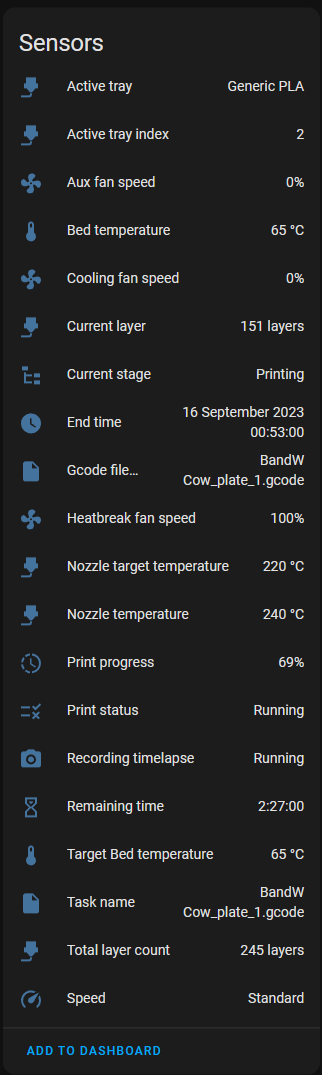 Sensors
Active tray Generic PLA
Active tray index 2
Aux fan speed 0%
Bed temperature 65 °C
Cooling fan speed 0%
Current layer 151 layers
Current stage Printing
End time 16 September 2023
00:53:00
Gcode file... BandW
Cow_plate_1.gcode
Heatbreak fan speed 100%
Nozzle target temperature 220 °C
Nozzle temperature 240 °C
Print progress 69%
Print status Running
Recording timelapse Running
Remaining time 2:27:00
Target Bed temperature 65 °C
Task name BandW
Cow_plate_1.gcode
Total layer count 245 layers
Speed Standard
ADD TO DASHBOARD